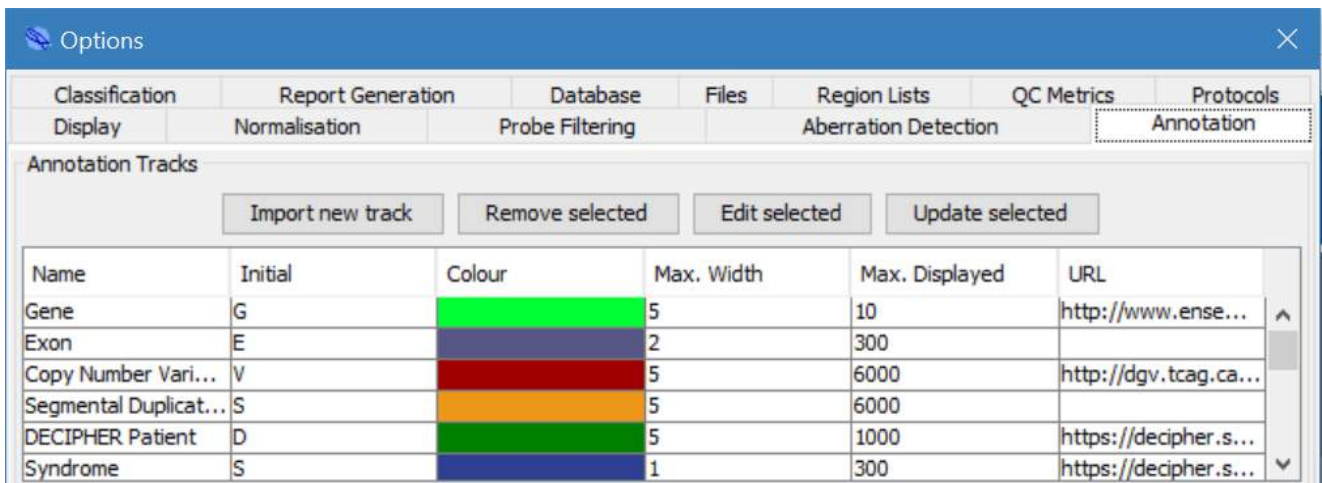 Options
Classification Report Generation Database Files Region Lists QC Metrics Protocols
Display Normalisation Probe Filtering Aberration Detection Annotation
Annotation Tracks
Import new track Remove selected Edit selected Update selected
Name Initial Colour Max. Width Max. Displayed URL
Gene G 5 10 http://www.ense...
Exon E 2 300
Copy Number Vari... V 5 6000 http://dgv.tcag.ca...
Segmental Duplicat... S 5 6000
DECIPHER Patient D 5 1000 https://decipher.s...
Syndrome S 1 300 https://decipher.s...